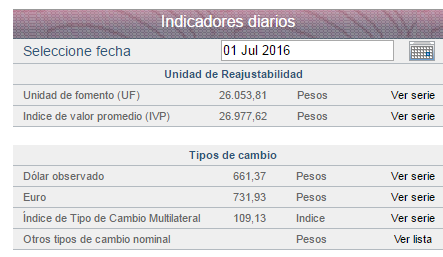 Indicadores diarios
Seleccione fecha 01 Jul 2016
Unidad de Reajustabilidad
Unidad de fomento (UF) 26.053,81 Pesos Ver serie
Indice de valor promedio (IVP) 26.977,62 Pesos Ver serie
Tipos de cambio
Dólar observado 661,37 Pesos Ver serie
Euro 731,93 Pesos Ver serie
Índice de Tipo de Cambio Multilateral 109,13 Indice Ver serie
Otros tipos de cambio nominal Pesos Ver lista